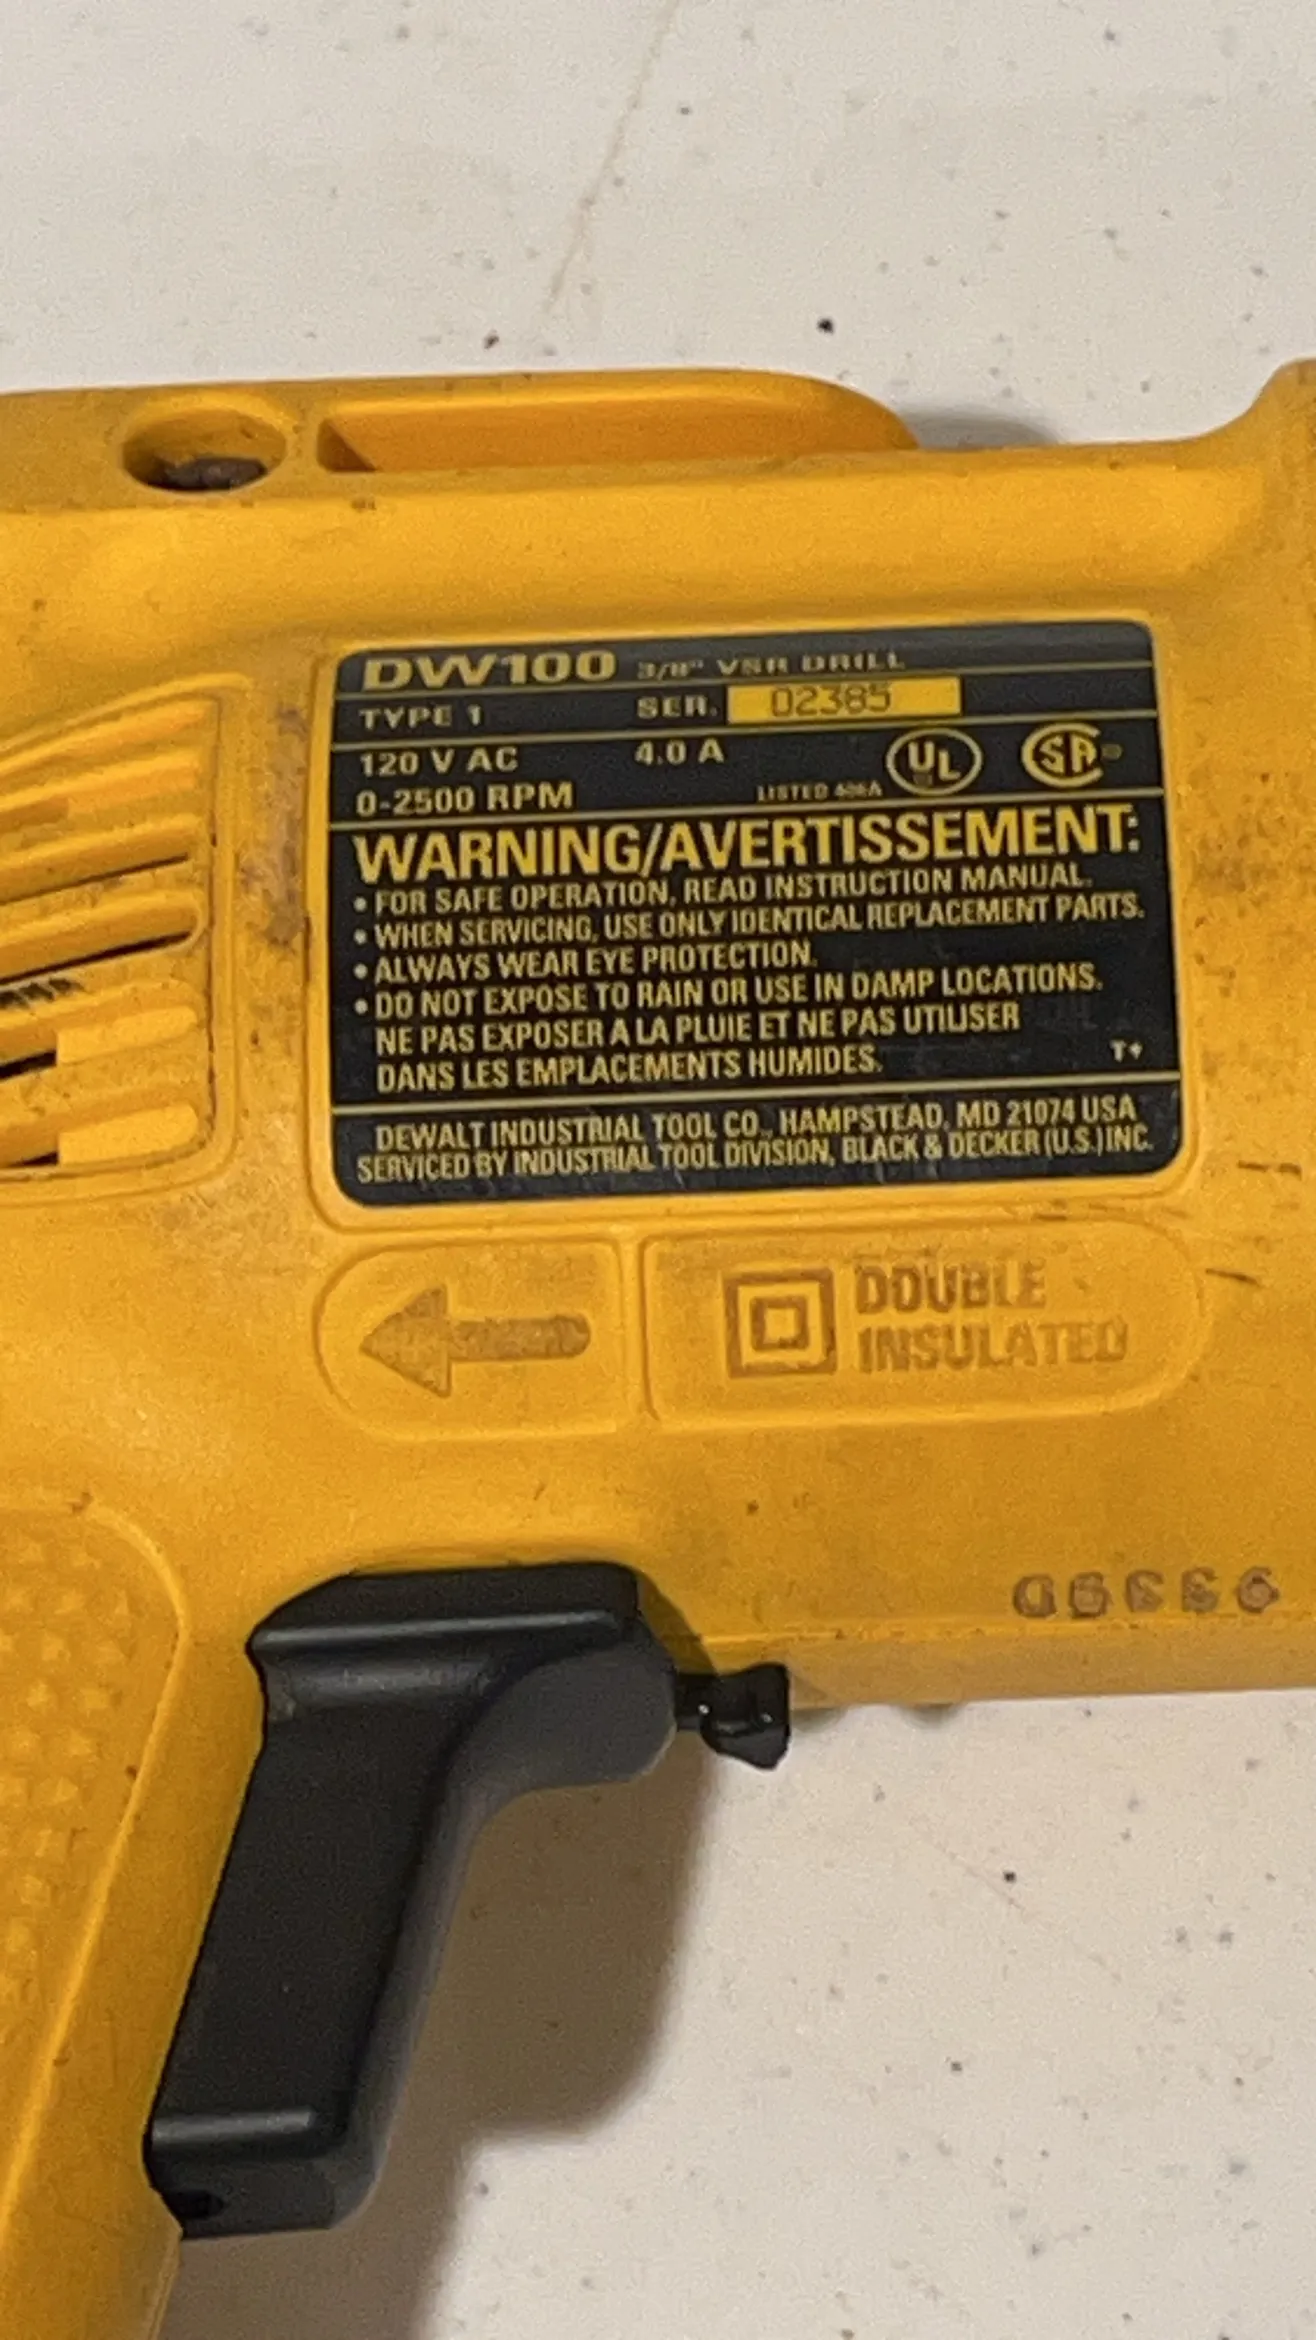 DW100 3/8" VSR DRILL
TYPE 1 SER. 02385
120 V AC 4.0 A
0-2500 RPM LISTED
UL SA
WARNING/AVERTISSEMENT:
• FOR SAFE OPERATION, READ INSTRUCTION MANUAL.
• WHEN SERVICING, USE ONLY IDENTICAL REPLACEMENT PARTS.
• ALWAYS WEAR EYE PROTECTION.
• DO NOT EXPOSE TO RAIN OR USE IN DAMP LOCATIONS.
NE PAS EXPOSER A LA PLUIE ET NE PAS UTILISER
DANS LES EMPLACEMENTS HUMIDES.
DEWALT INDUSTRIAL TOOL CO., HAMPSTEAD, MD 21074 USA
SERVICED BY INDUSTRIAL TOOL DIVISION, BLACK & DECKER (U.S.) INC.
DOUBLE
INSULATED